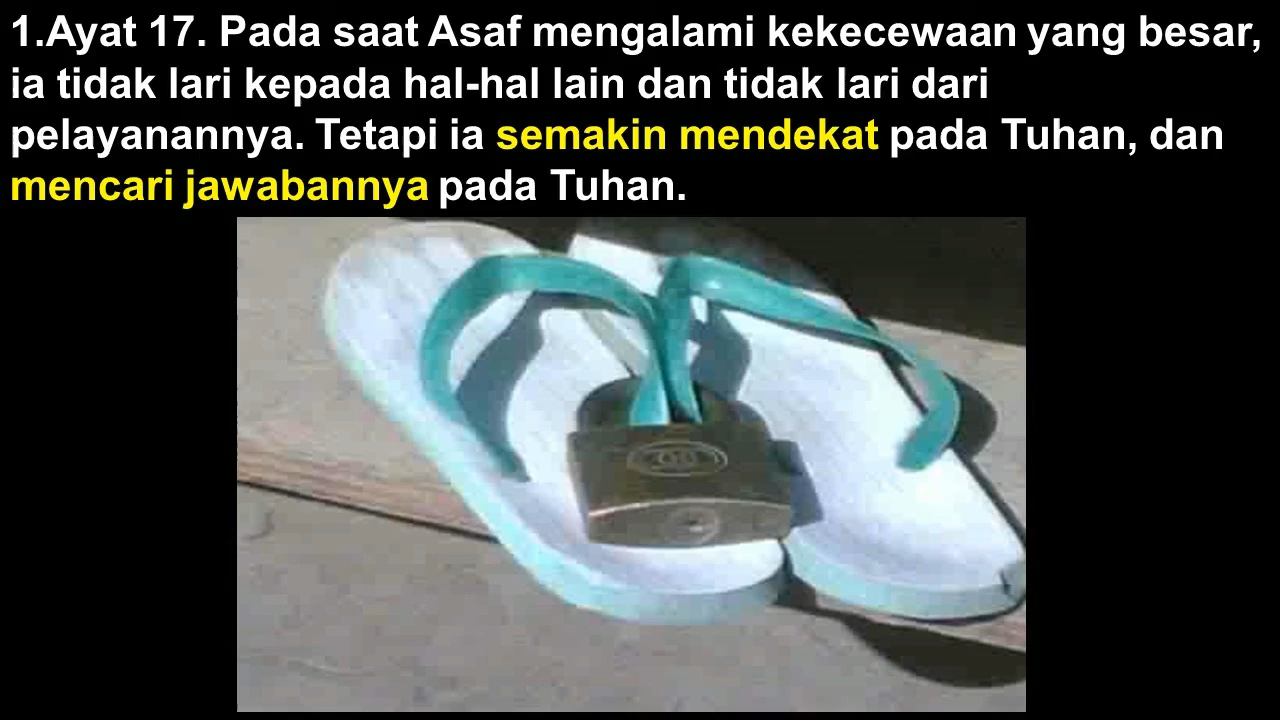 1.Ayat 17. Pada saat Asaf mengalami kekecewaan yang besar,
ia tidak lari kepada hal-hal lain dan tidak lari dari
pelayanannya. Tetapi ia semakin mendekat pada Tuhan, dan
mencari jawabannya pada Tuhan.